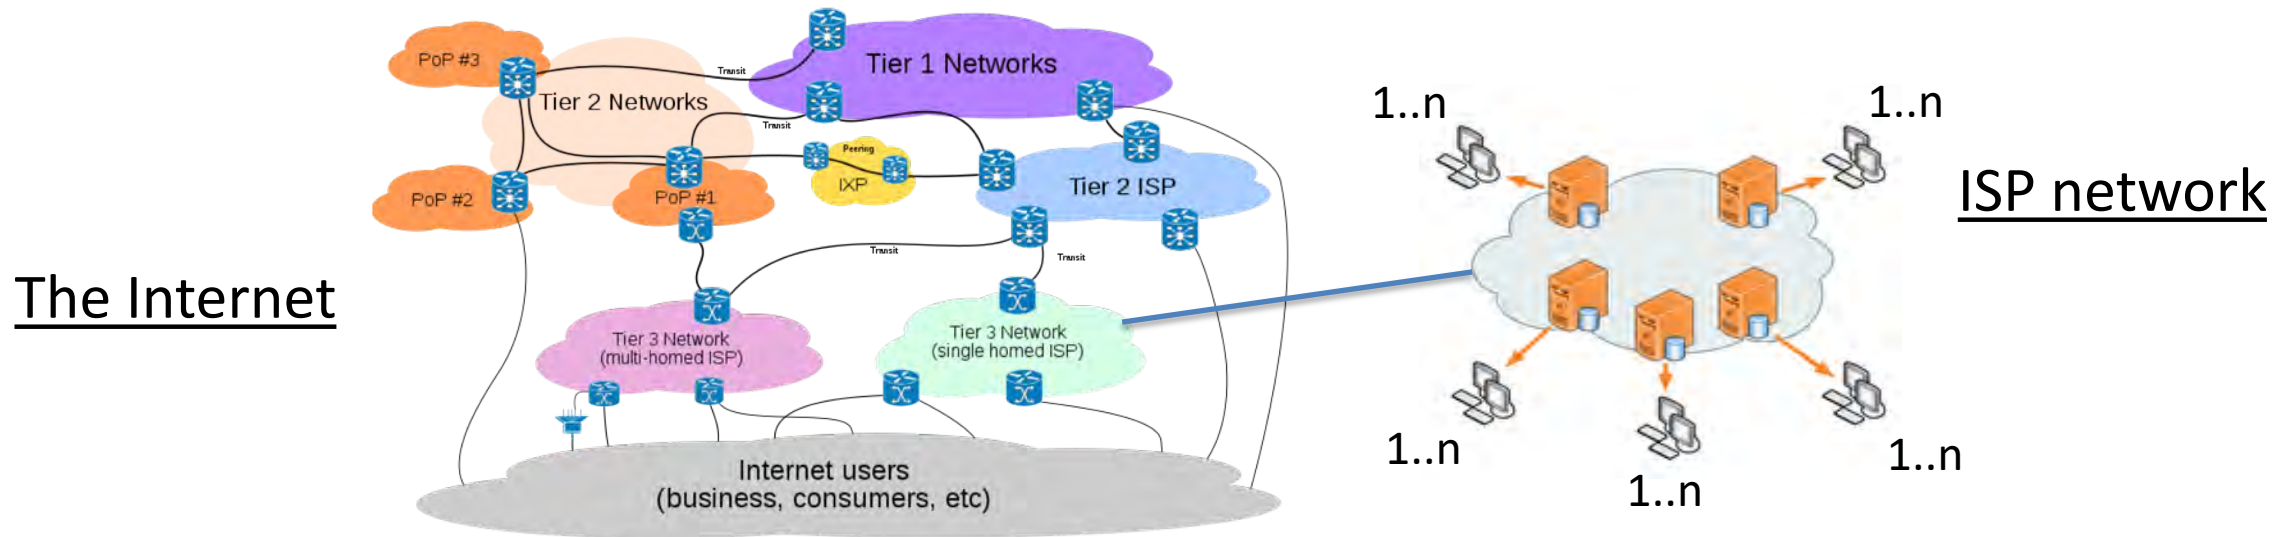 The Internet
PoP #3
Transit
Tier 1 Networks
Tier 2 Networks
Transit
Peering
IXP
PoP #2
PoP #1
Tier 2 ISP
Transit
Transit
Tier 3 Network
(multi-homed ISP)
Tier 3 Network
(single homed ISP)
Internet users
(business, consumers, etc)
1..n
1..n
ISP network
1..n
1..n
1..n